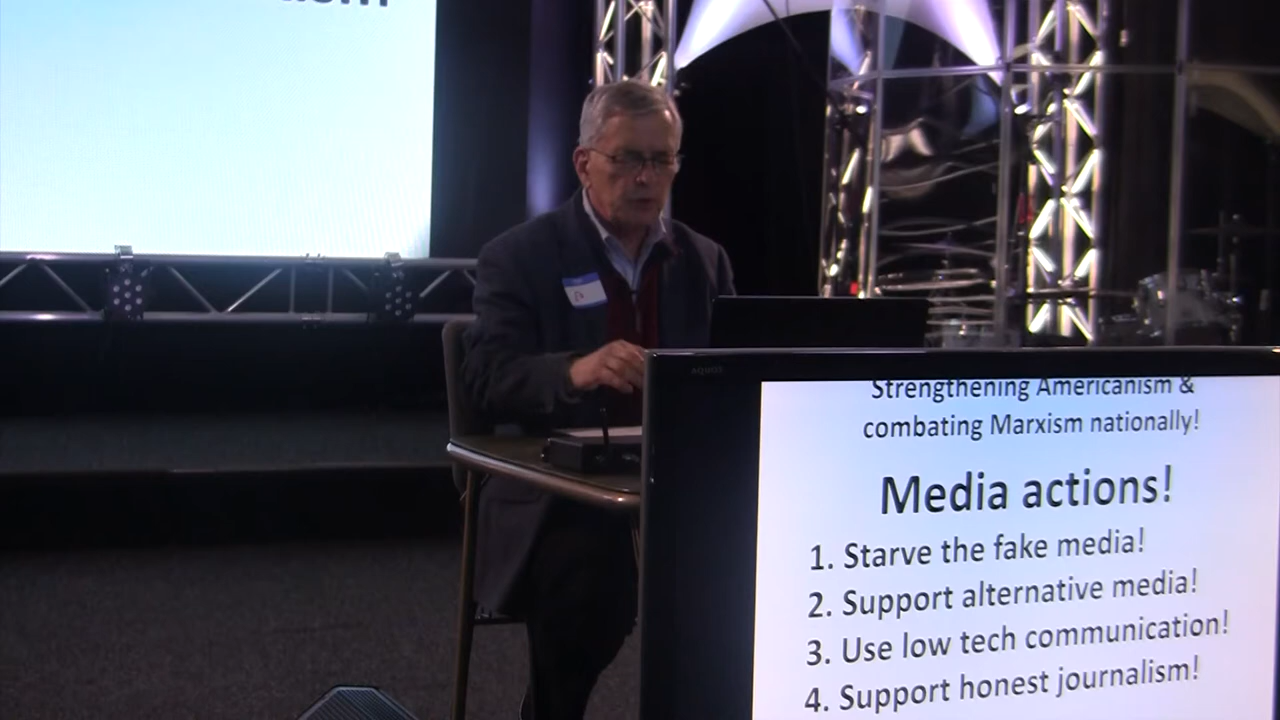 AQUOS
Strengthening Americanism &
combating Marxism nationally!
Media actions!
1. Starve the fake media!
2. Support alternative media!
3. Use low tech communication!
4. Support honest journalism!